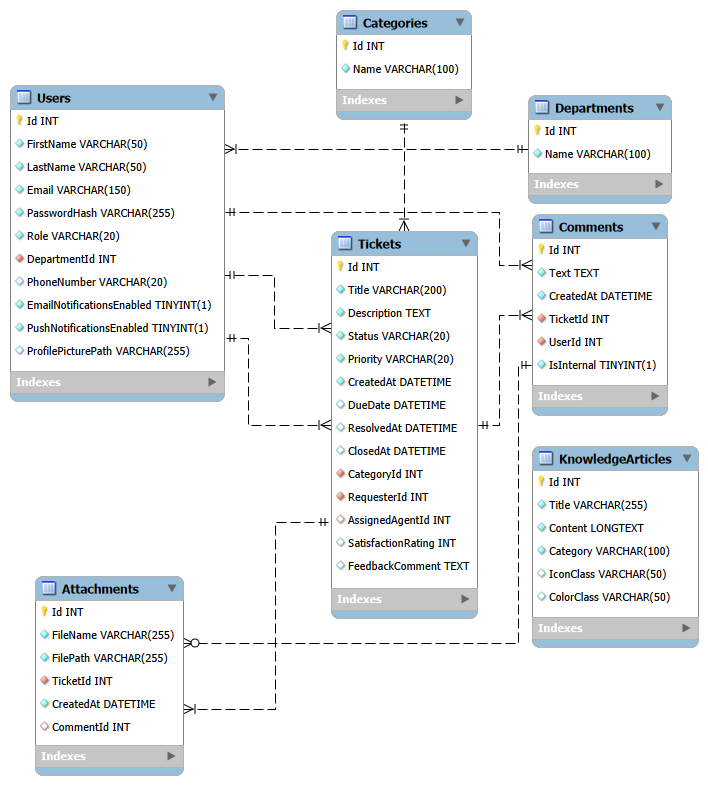 Categories
Id INT
Name VARCHAR(100)
Indexes
Users
Id INT
FirstName VARCHAR(50)
LastName VARCHAR(50)
Email VARCHAR(150)
PasswordHash VARCHAR(255)
Role VARCHAR(20)
DepartmentId INT
PhoneNumber VARCHAR(20)
EmailNotificationsEnabled TINYINT(1)
PushNotificationsEnabled TINYINT(1)
ProfilePicturePath VARCHAR(255)
Indexes
Departments
Id INT
Name VARCHAR(100)
Indexes
Comments
Id INT
Text TEXT
CreatedAt DATETIME
TicketId INT
UserId INT
IsInternal TINYINT(1)
Indexes
Tickets
Id INT
Title VARCHAR(200)
Description TEXT
Status VARCHAR(20)
Priority VARCHAR(20)
CreatedAt DATETIME
DueDate DATETIME
ResolvedAt DATETIME
ClosedAt DATETIME
CategoryId INT
RequesterId INT
AssignedAgentId INT
SatisfactionRating INT
FeedbackComment TEXT
Indexes
KnowledgeArticles
Id INT
Title VARCHAR(255)
Content LONGTEXT
Category VARCHAR(100)
IconClass VARCHAR(50)
ColorClass VARCHAR(50)
Indexes
Attachments
Id INT
FileName VARCHAR(255)
FilePath VARCHAR(255)
TicketId INT
CreatedAt DATETIME
CommentId INT
Indexes